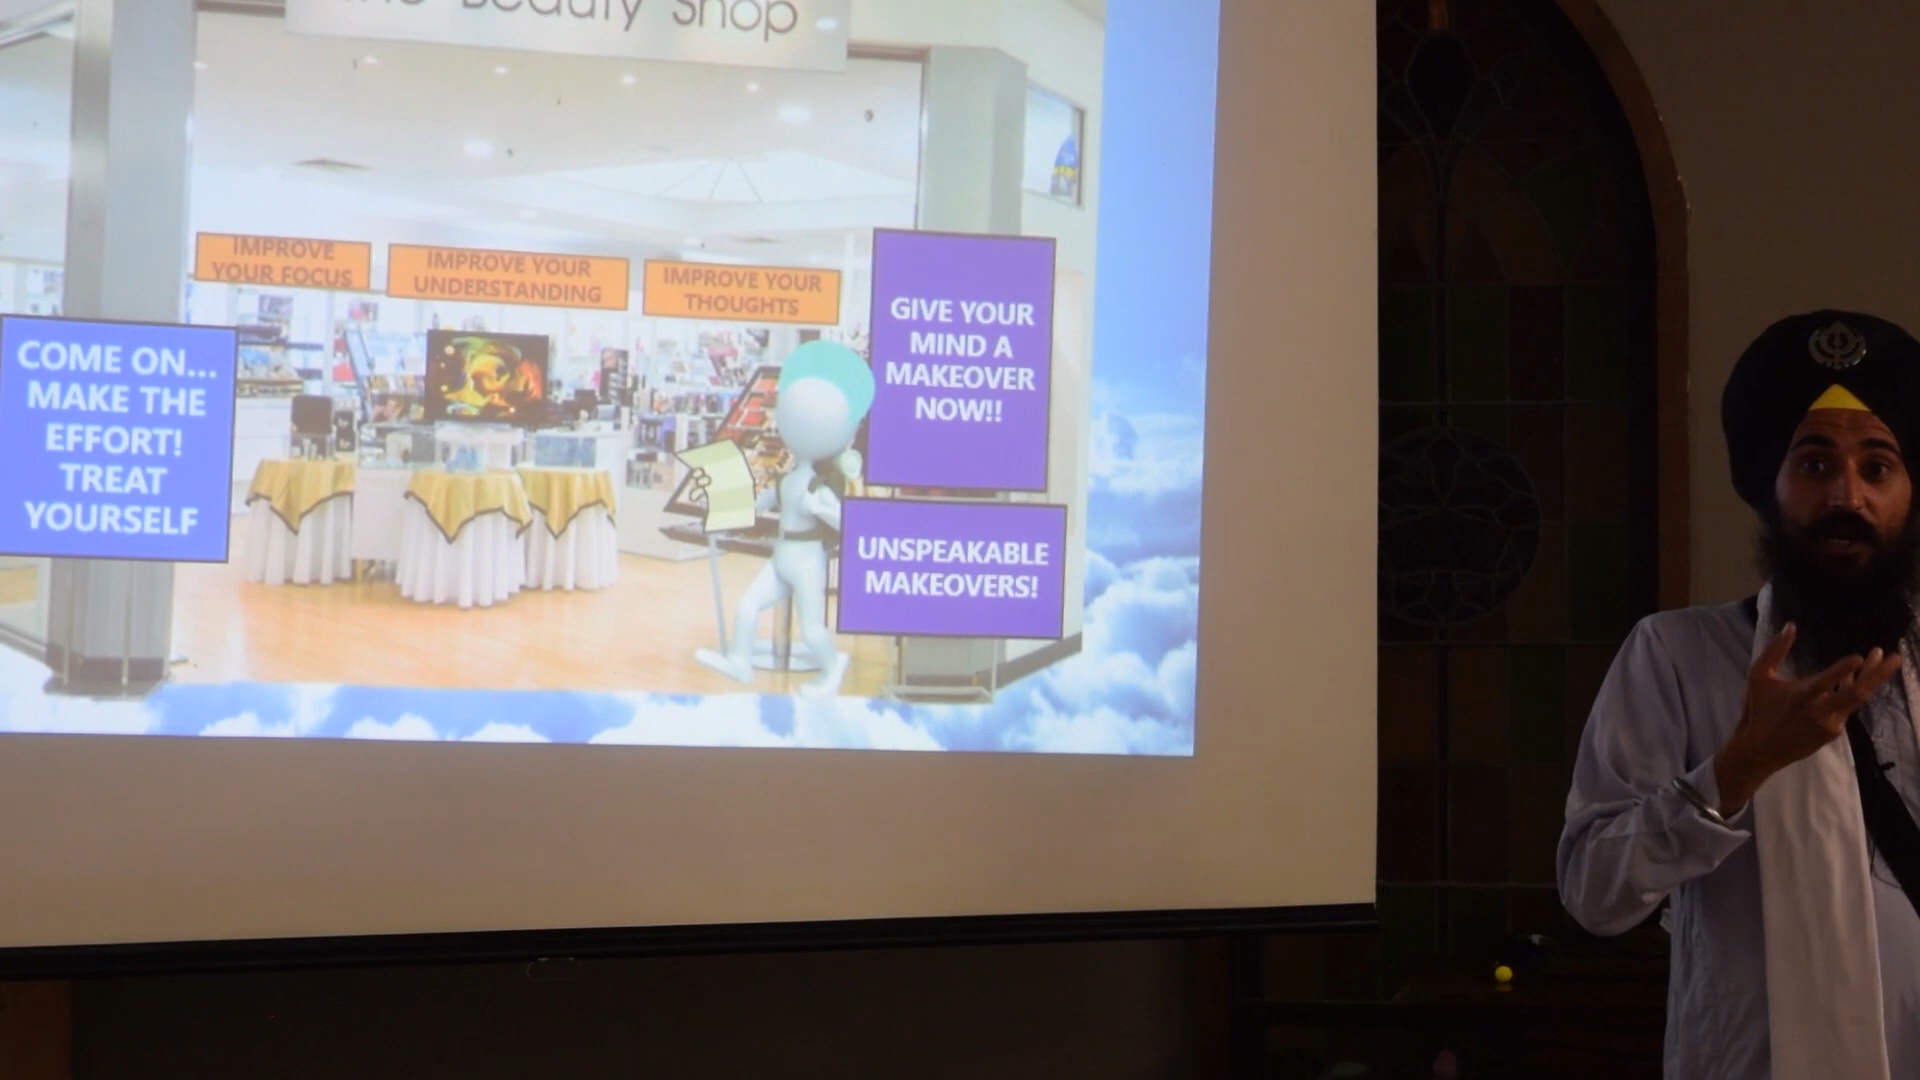 Beauty Shop
IMPROVE
YOUR FOCUS
IMPROVE YOUR
UNDERSTANDING
IMPROVE YOUR
THOUGHTS
GIVE YOUR
MIND A
MAKEOVER
NOW!!
COME ON...
MAKE THE
EFFORT!
TREAT
YOURSELF
UNSPEAKABLE
MAKEOVERS!